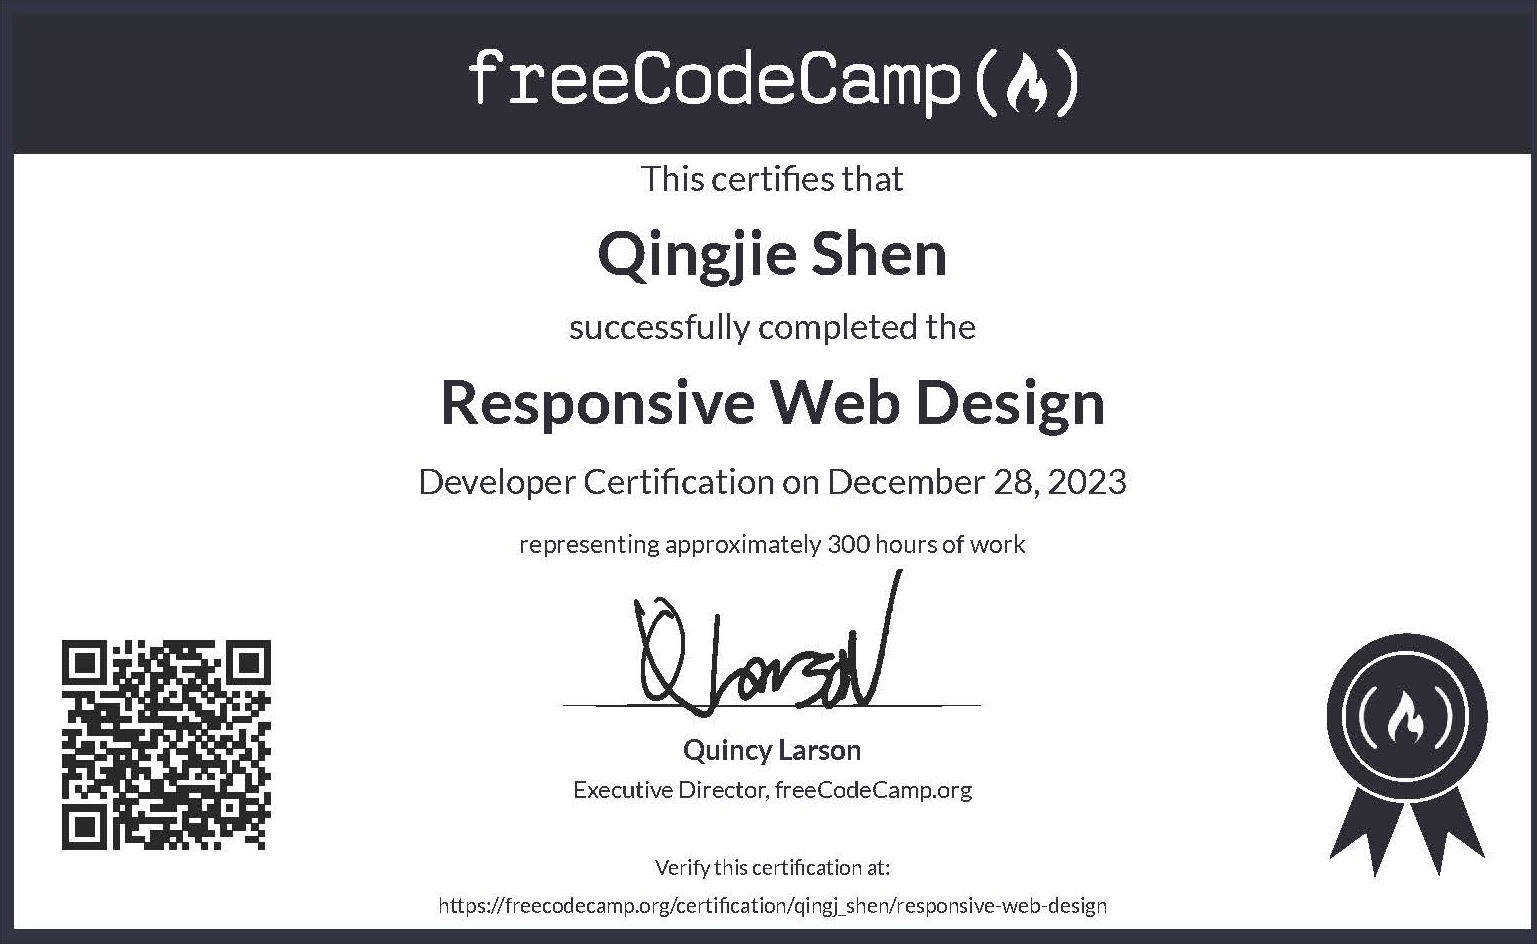 freeCodeCamp(🔥)
This certifies that
Qingjie Shen
successfully completed the
Responsive Web Design
Developer Certification on December 28, 2023
representing approximately 300 hours of work
Q Larson
Quincy Larson
Executive Director, freeCodeCamp.org
Verify this certification at:
https://freecodecamp.org/certification/qingj_shen/responsive-web-design